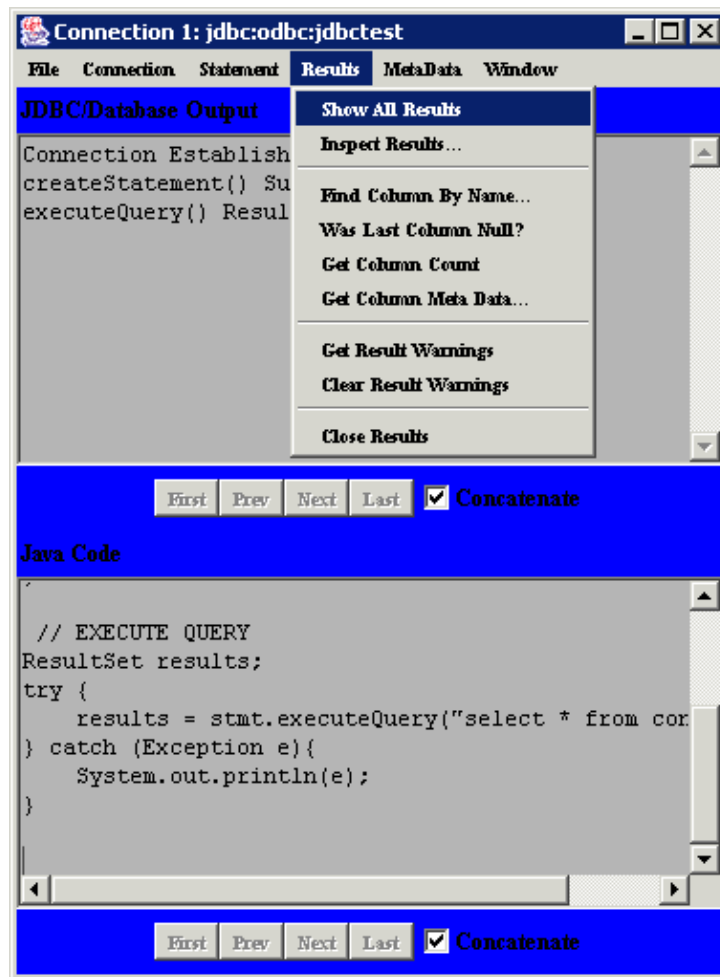 Connection 1: jdbc:odbc:jdbctest
File Connection Statement Results MetaData Window
JDBC/Database Output
Show All Results
Inspect Results...
Find Column By Name...
Was Last Column Null?
Get Column Count
Get Column Meta Data...
Get Result Warnings
Clear Result Warnings
Close Results
Connection Establish
createStatement() Su
executeQuery() Resul
First Prev Next Last Concatenate
Java Code
// EXECUTE QUERY
ResultSet results;
try {
results = stmt.executeQuery("select * from con
} catch (Exception e){
System.out.println(e);
}
First Prev Next Last Concatenate